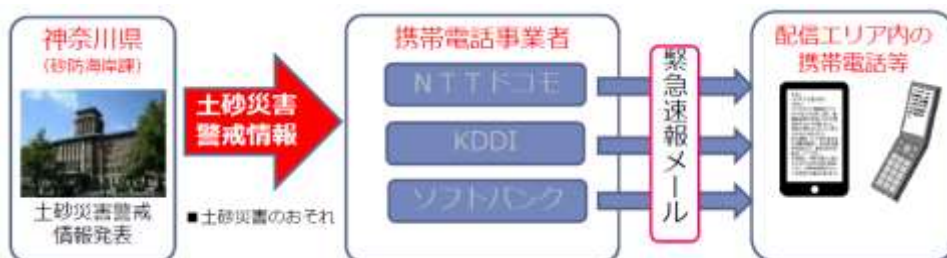 神奈川県
(砂防海岸課)
土砂災害警戒
情報発表
土砂災害
警戒情報
■土砂災害のおそれ
携帯電話事業者
NTTドコモ
KDDI
ソフトバンク
緊急速報メール
配信エリア内の
携帯電話等